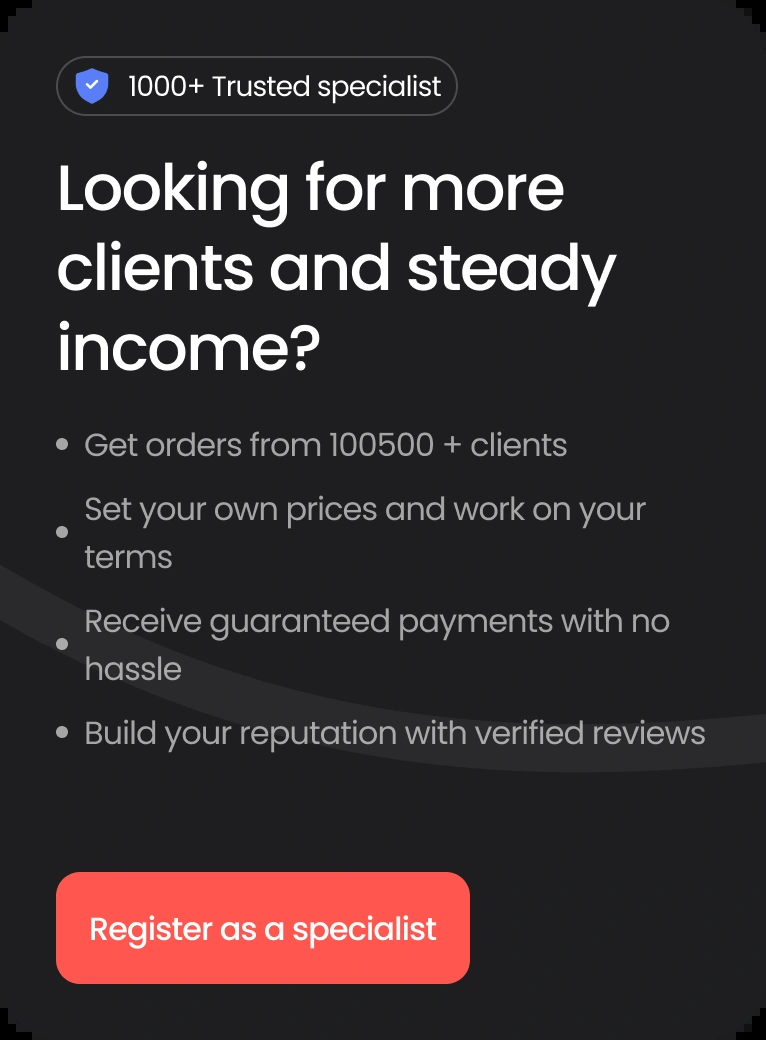 1000+ Trusted specialist
Looking for more
clients and steady
income?
• Get orders from 100500 + clients
• Set your own prices and work on your
terms
• Receive guaranteed payments with no
hassle
• Build your reputation with verified reviews
Register as a specialist